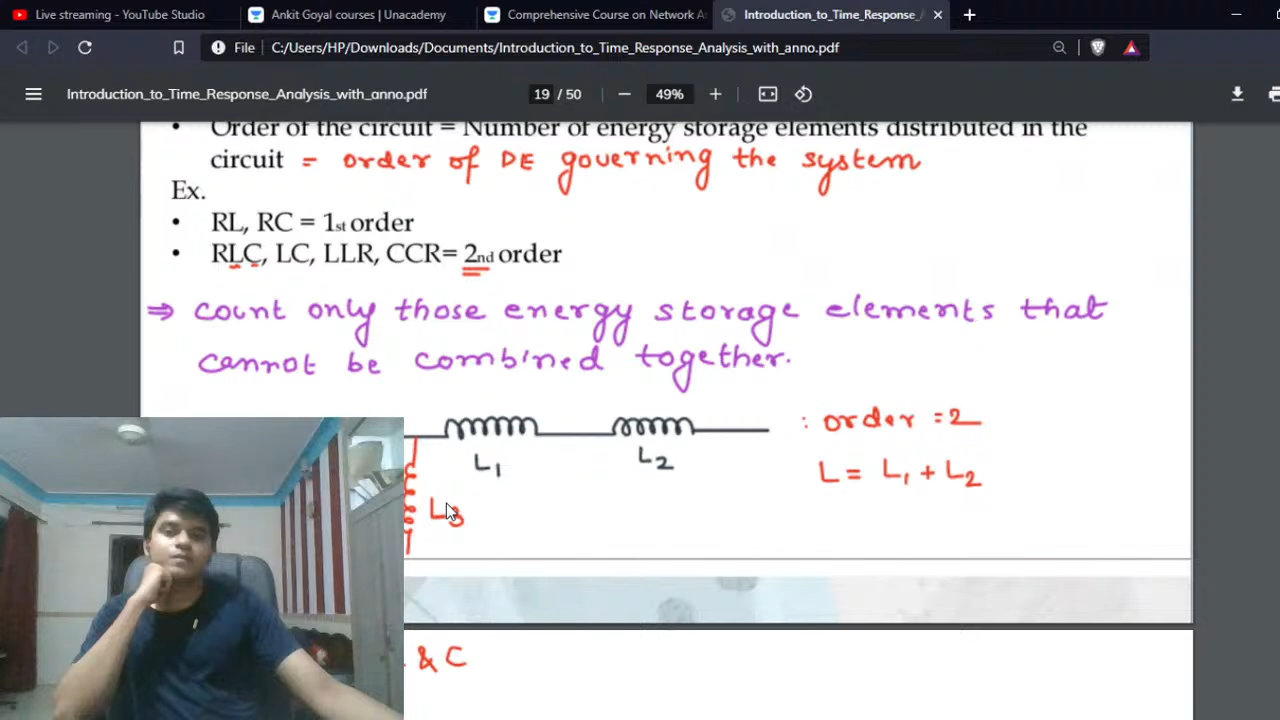 Live streaming - YouTube Studio
Ankit Goyal courses | Unacademy
Comprehensive Course on Network A
Introduction_to_Time_Response_
File C:/Users/HP/Downloads/Documents/Introduction_to_Time_Response_Analysis_with_anno.pdf
Introduction_to_Time_Response_Analysis_with_anno.pdf
19 / 50
49%
• Order of the circuit = Number of energy storage elements distributed in the
circuit = order of DE governing the system
Ex.
• RL, RC = 1st order
• RLC, LC, LLR, CCR= 2nd order
⇒ count only those energy storage elements that
cannot be combined together.
: order = 2
L1
L2
L = L1 + L2
L3
& C